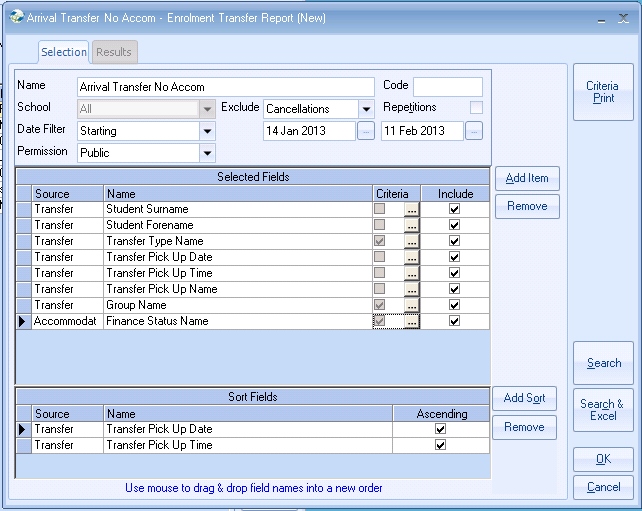 Arrival Transfer No Accom - Enrolment Transfer Report (New)
Selection Results
Name Arrival Transfer No Accom Code
School All Exclude Cancellations Repetitions
Date Filter Starting 14 Jan 2013 ... 11 Feb 2013 ...
Permission Public
Criteria
Print
Selected Fields
Source Name Criteria Include
Transfer Student Surname ...
Transfer Student Forename ...
Transfer Transfer Type Name ...
Transfer Transfer Pick Up Date ...
Transfer Transfer Pick Up Time ...
Transfer Transfer Pick Up Name ...
Transfer Group Name ...
Accommodat Finance Status Name ...
Add Item
Remove
Sort Fields
Source Name Ascending
Transfer Transfer Pick Up Date
Transfer Transfer Pick Up Time
Add Sort
Remove
Use mouse to drag & drop field names into a new order
Search
Search &
Excel
OK
Cancel